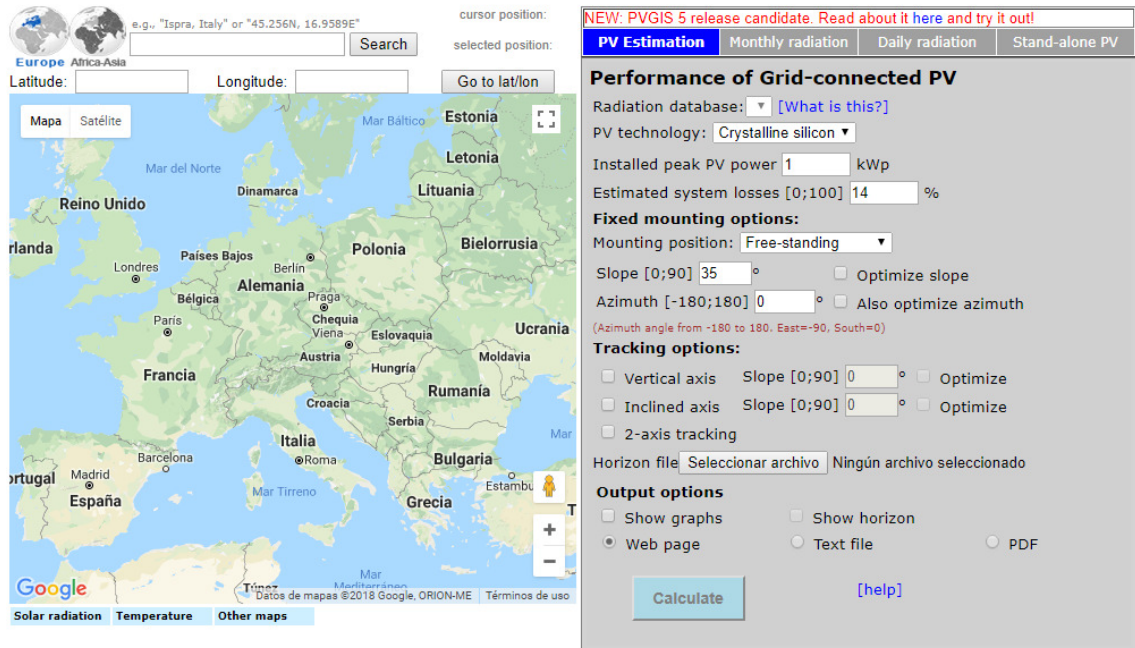 e.g., "Ispra, Italy" or "45.256N, 16.9589E"
cursor position:
Search
selected position:
Europe Africa-Asia
Latitude:
Longitude:
Go to lat/lon
Mapa Satélite
Mar Báltico
Estonia
Letonia
Mar del Norte
Dinamarca
Lituania
Reino Unido
rlanda
Bielorrusia
Polonia
Países Bajos
Londres
Berlín
Alemania
Bélgica
Praga
París
Chequia
Ucrania
Viena
Eslovaquia
Austria
Moldavia
Hungría
Francia
Rumanía
Croacia
Serbia
Mar
Italia
Barcelona
Roma
Bulgaria
ortugal
Madrid
Estambu
España
Mar Tirreno
Grecia
T
+
−
Mar
Mediterráneo
Google
Túnez
Datos de mapas ©2018 Google, ORION-ME
Términos de uso
Solar radiation Temperature Other maps
NEW: PVGIS 5 release candidate. Read about it here and try it out!
PV Estimation Monthly radiation Daily radiation Stand-alone PV
Performance of Grid-connected PV
Radiation database: [What is this?]
PV technology: Crystalline silicon
Installed peak PV power 1 kWp
Estimated system losses [0;100] 14 %
Fixed mounting options:
Mounting position: Free-standing
Slope [0;90] 35 ° Optimize slope
Azimuth [-180;180] 0 ° Also optimize azimuth
(Azimuth angle from -180 to 180. East=-90, South=0)
Tracking options:
Vertical axis Slope [0;90] 0 ° Optimize
Inclined axis Slope [0;90] 0 ° Optimize
2-axis tracking
Horizon file Seleccionar archivo Ningún archivo seleccionado
Output options
Show graphs Show horizon
Web page Text file PDF
Calculate [help]